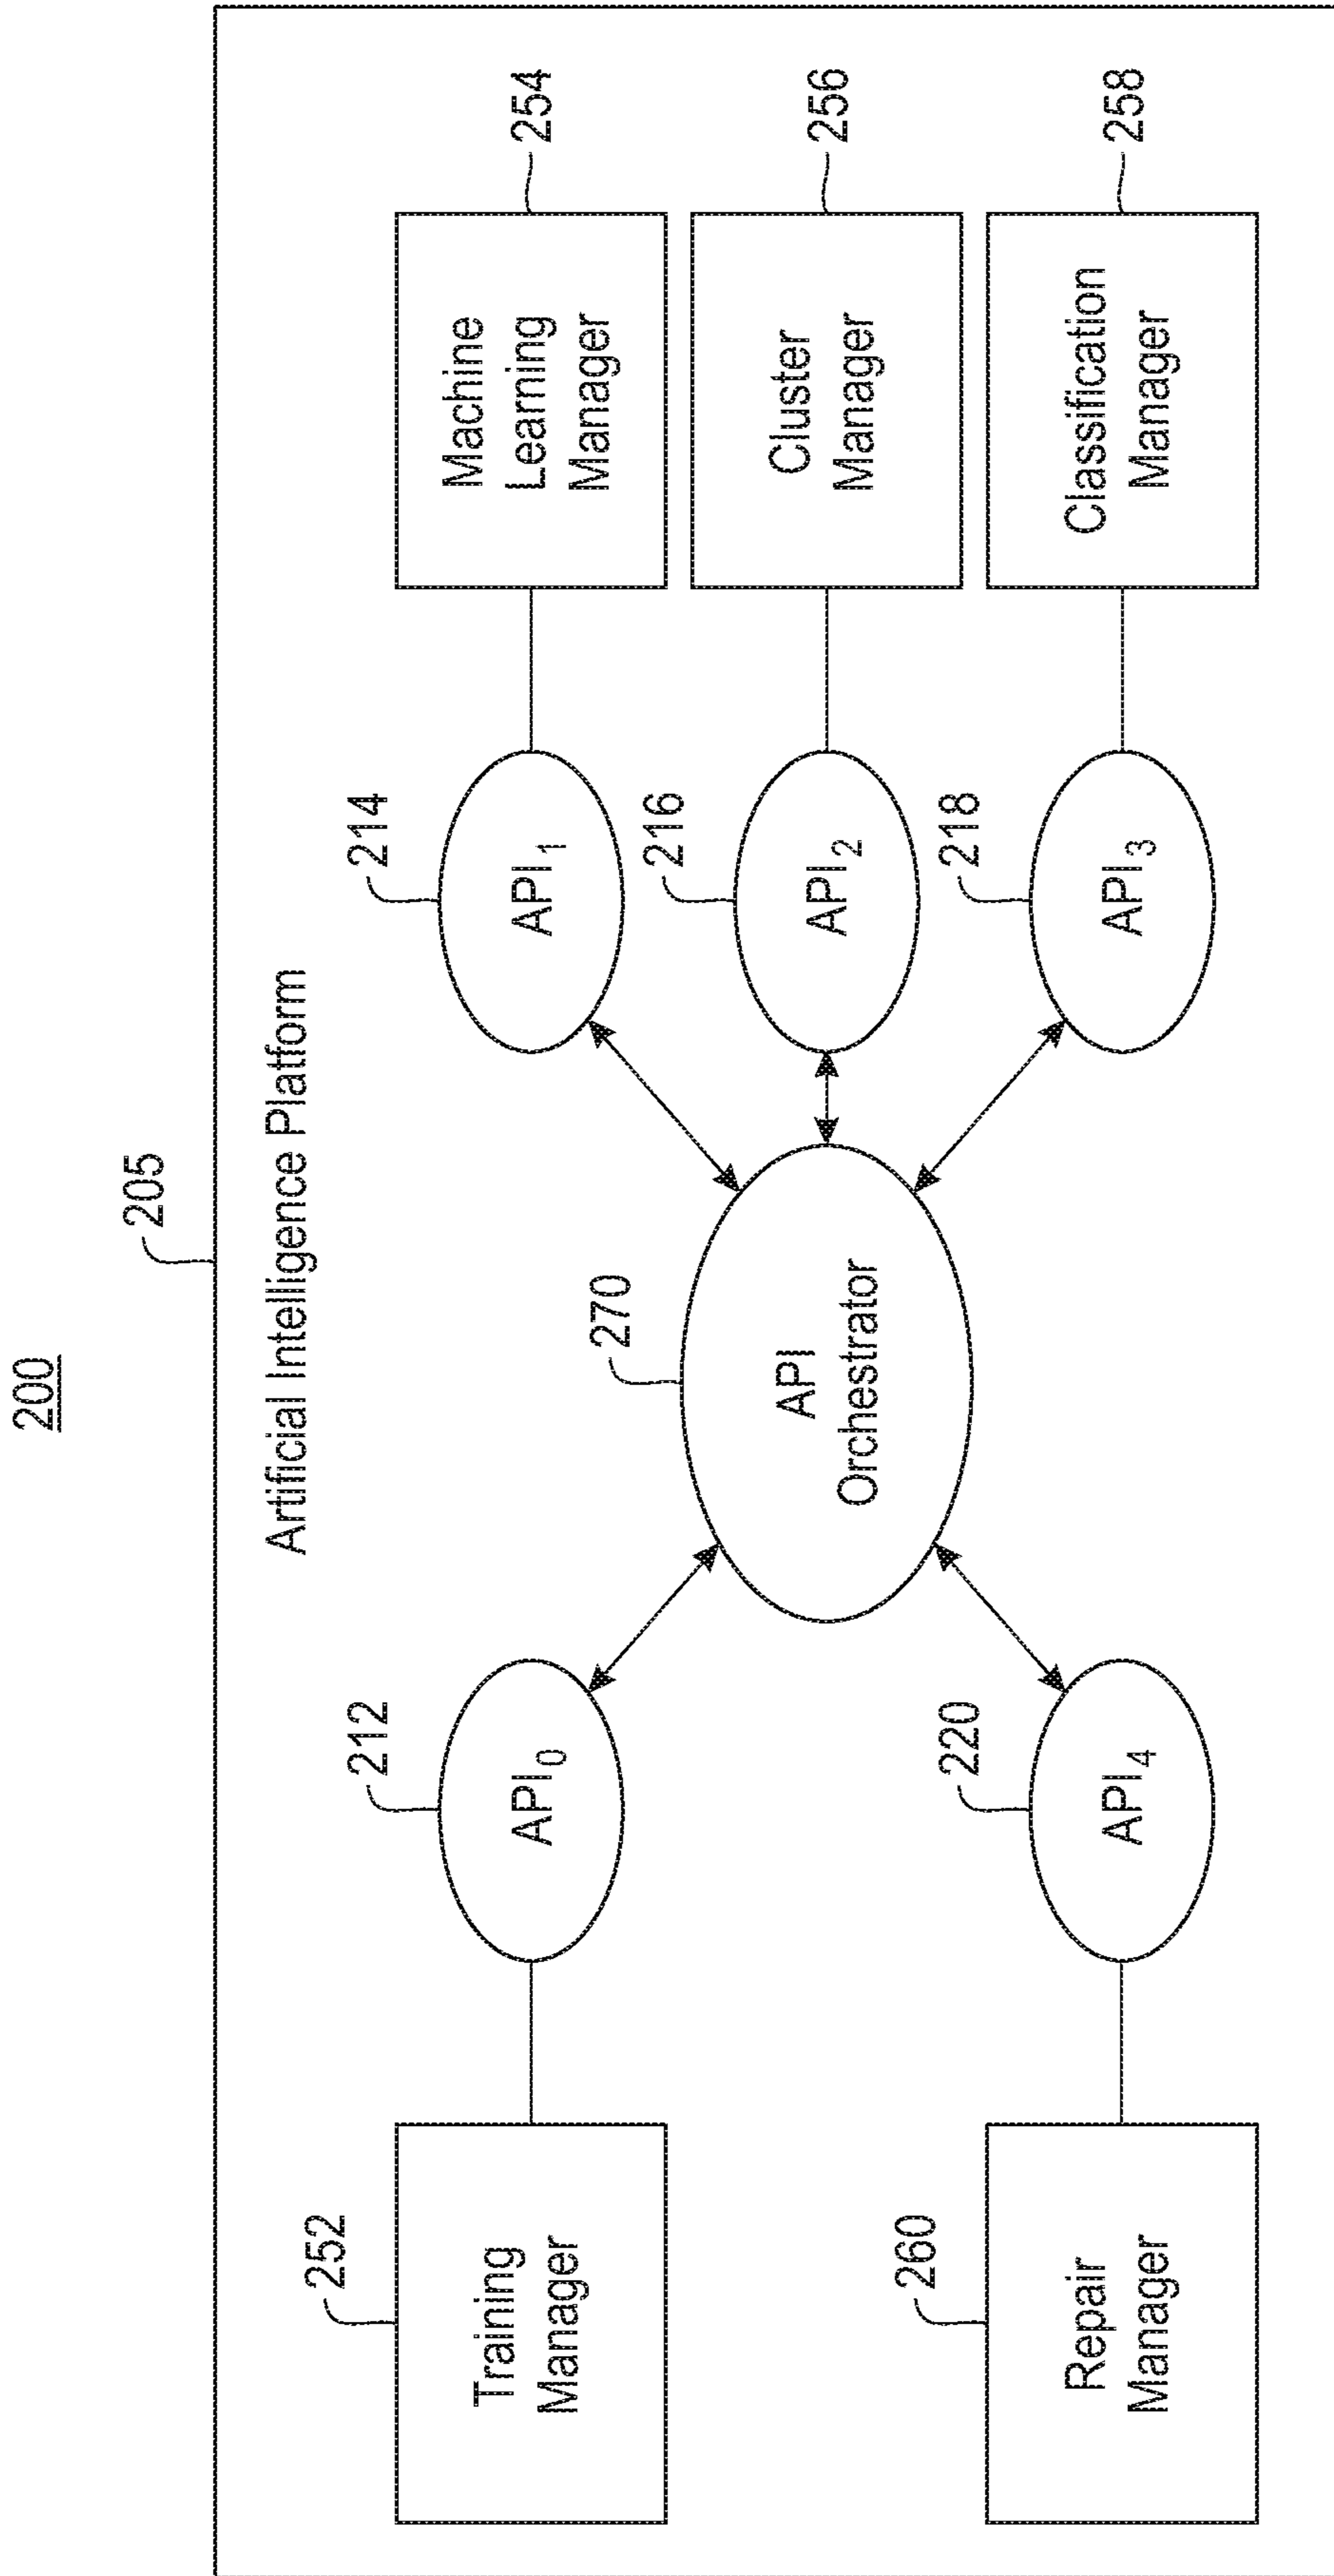 200
205
Artificial Intelligence Platform
252
Training
Manager
212
API₀
214
API₁
Machine
Learning
Manager
254
270
API
Orchestrator
216
API₂
Cluster
Manager
256
260
Repair
Manager
220
API₄
218
API₃
Classification
Manager
258